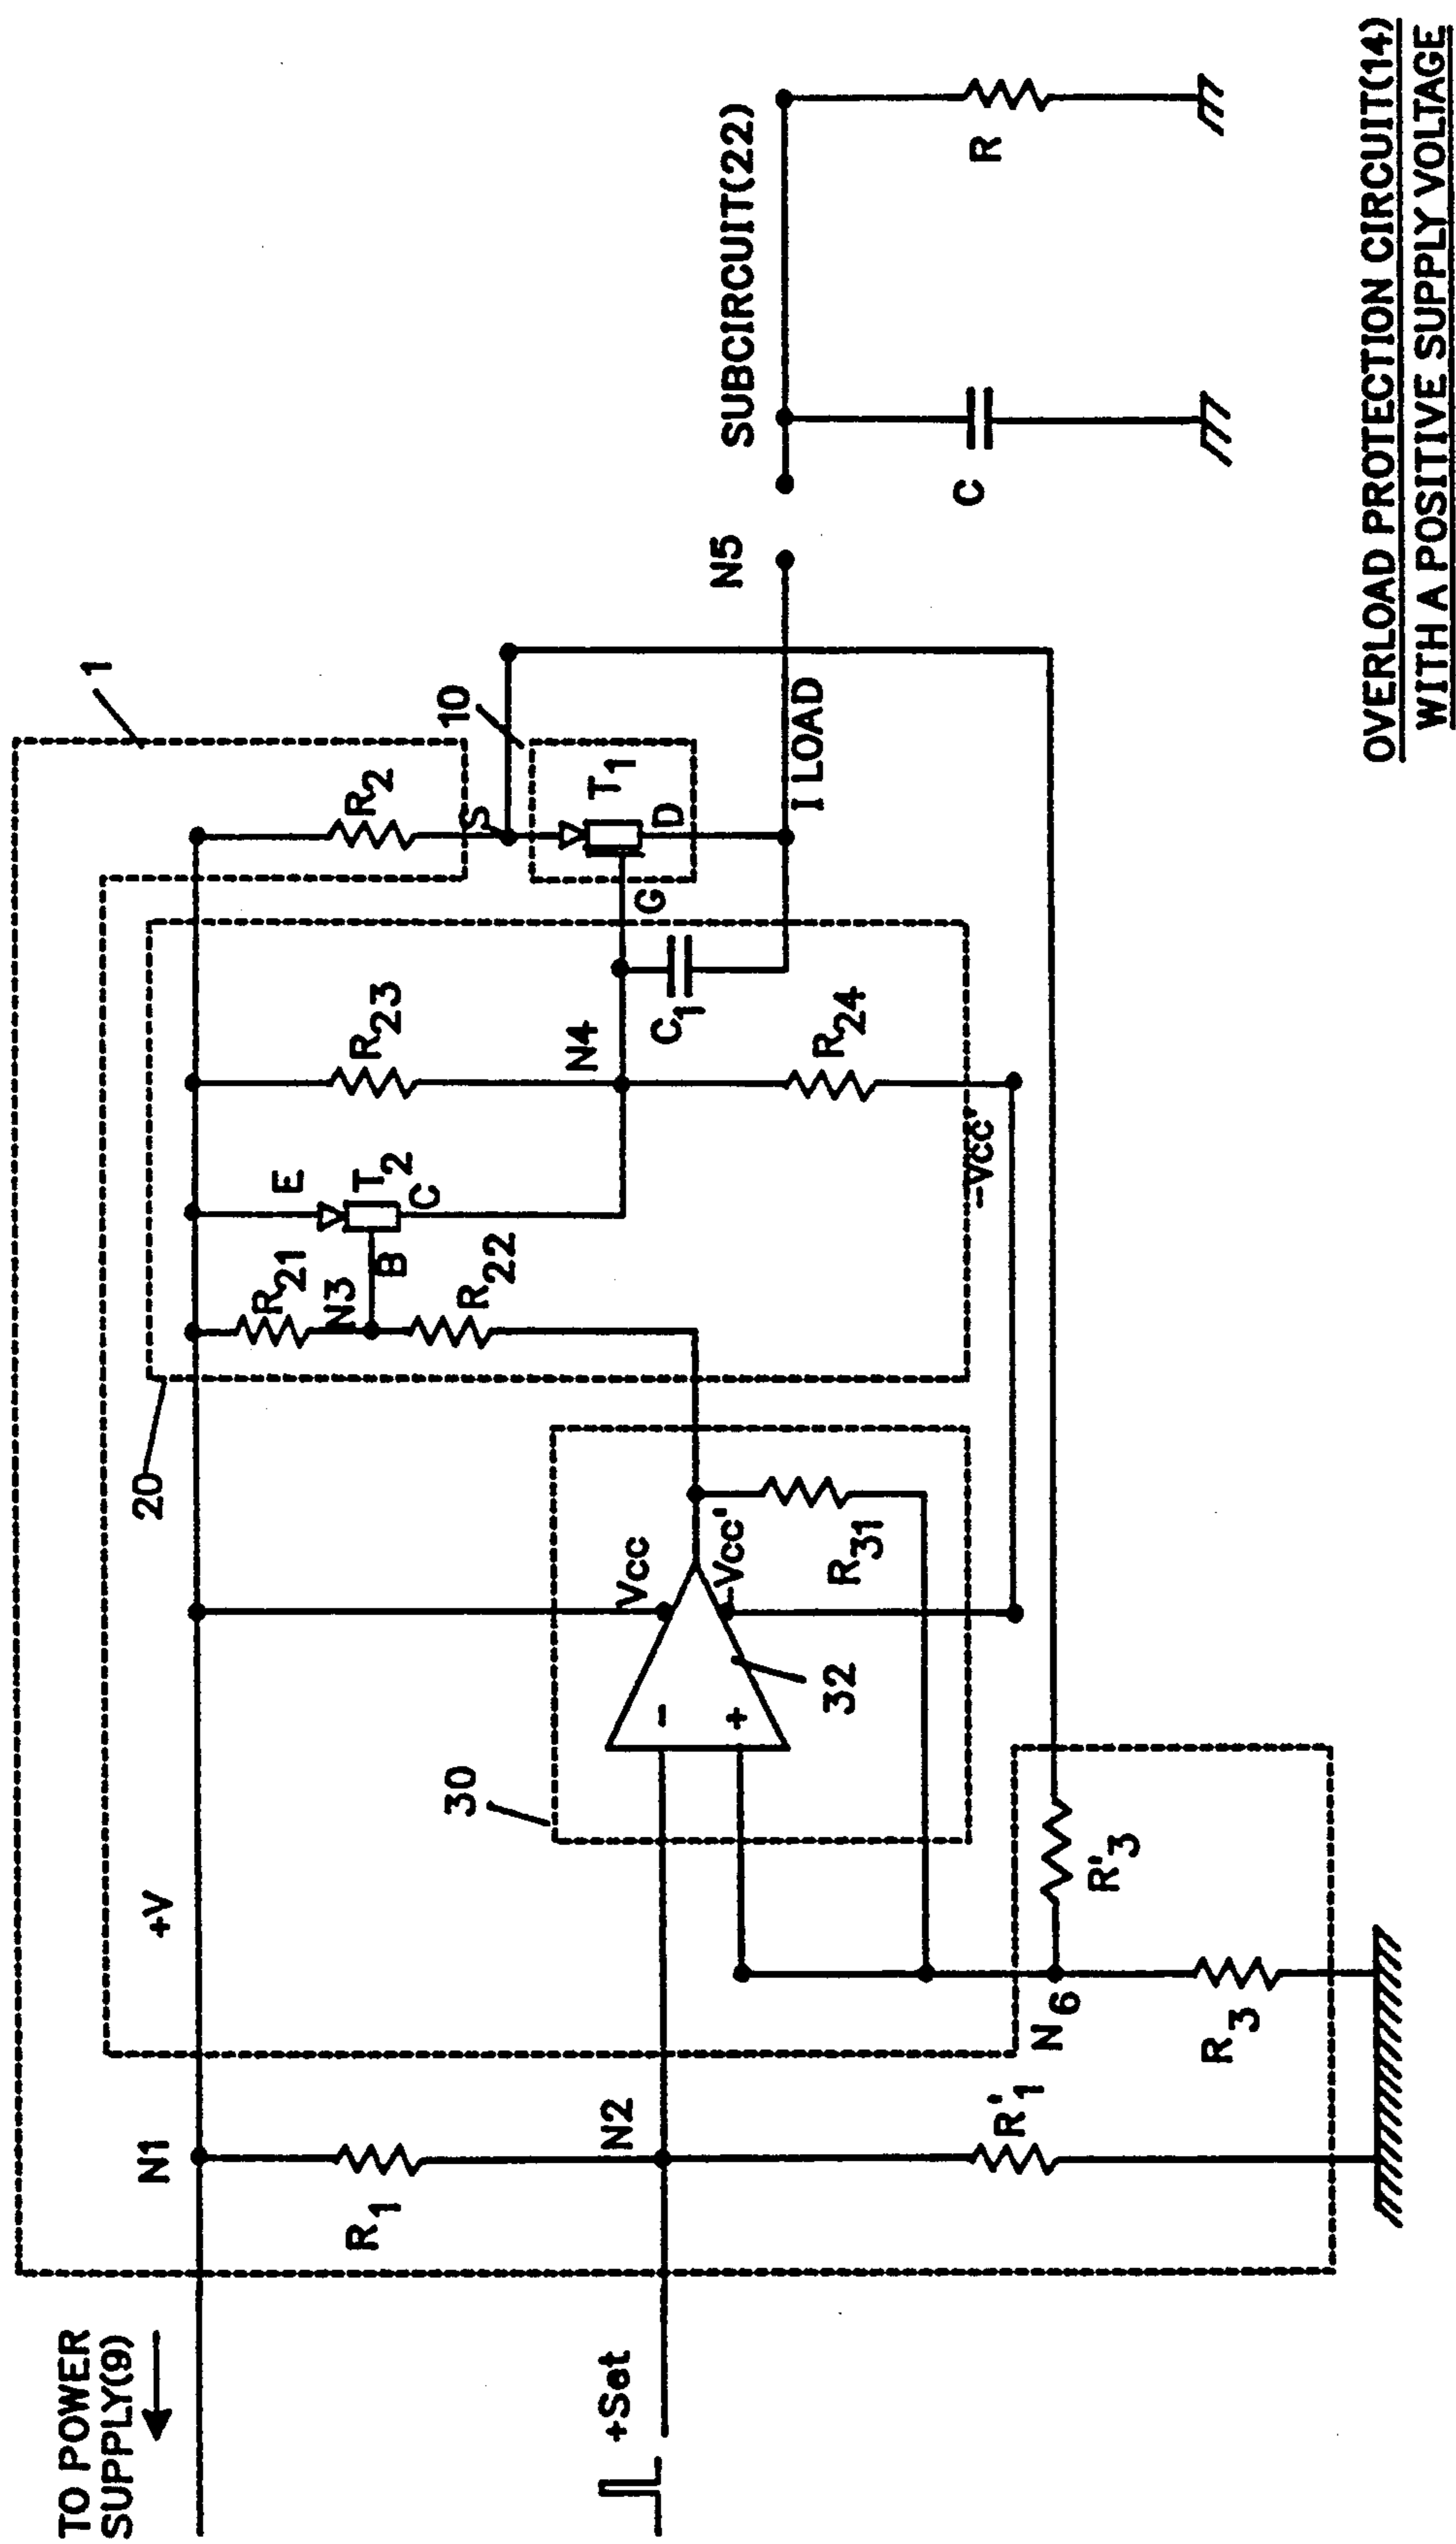 TO POWER
SUPPLY(9)
+Set
N1
+V
R1
N2
R'1
N6
R3
R'3
1
20
30
-
+
32
Vcc
-Vcc'
R31
R21
N3
B
R22
E
T2
C
R23
N4
C1
R24
-Vcc'
R2
S
10
G
T1
D
I LOAD
N5
SUBCIRCUIT(22)
C
R
OVERLOAD PROTECTION CIRCUIT(14)
WITH A POSITIVE SUPPLY VOLTAGE